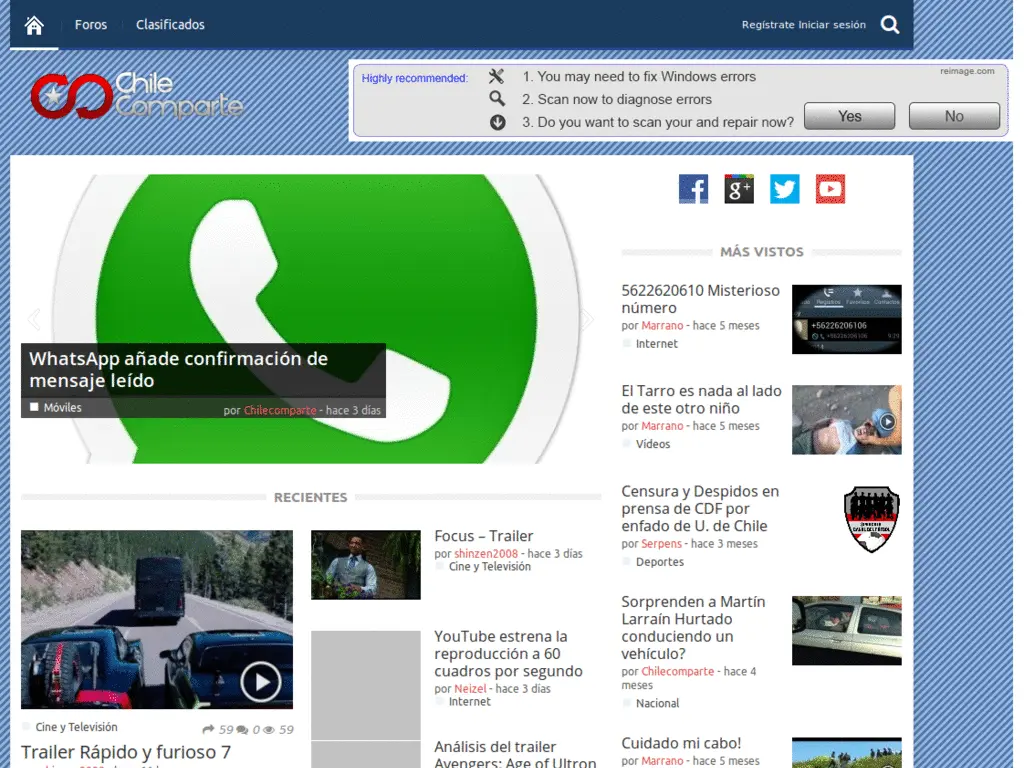 Foros
Clasificados
Regístrate Iniciar sesión
Chile
Comparte
Highly recommended:
1. You may need to fix Windows errors
2. Scan now to diagnose errors
3. Do you want to scan your and repair now?
Yes
No
reimage.com
WhatsApp añade confirmación de
mensaje leído
Móviles
por Chilecomparte - hace 3 días
RECIENTES
Cine y Televisión
59 0 59
Trailer Rápido y furioso 7
Focus – Trailer
por shinzen2008 - hace 3 días
Cine y Televisión
YouTube estrena la
reproducción a 60
cuadros por segundo
por Neizel - hace 3 días
Internet
Análisis del trailer
Avengers: Age of Ultron
MÁS VISTOS
5622620610 Misterioso
número
por Marrano - hace 5 meses
Internet
+56226206106
El Tarro es nada al lado
de este otro niño
por Marrano - hace 5 meses
Vídeos
Censura y Despidos en
prensa de CDF por
enfado de U. de Chile
por Serpens - hace 3 meses
Deportes
Sorprenden a Martín
Larraín Hurtado
conduciendo un
vehículo?
por Chilecomparte - hace 4
meses
Nacional
Cuidado mi cabo!
por Marrano - hace 5 meses